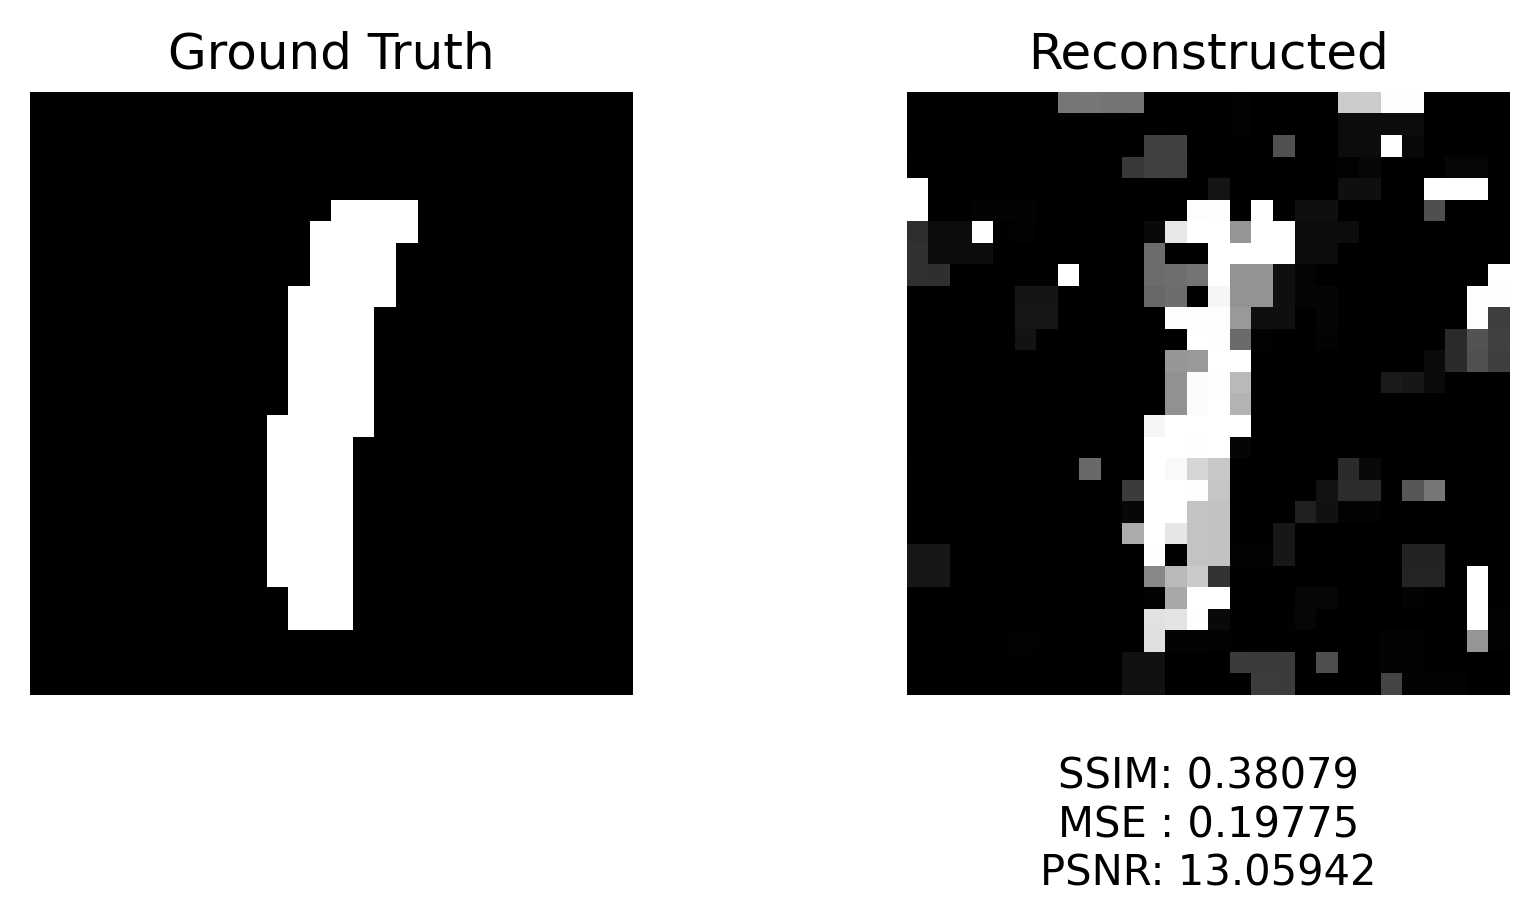 Ground Truth
Reconstructed
SSIM: 0.38079
MSE : 0.19775
PSNR: 13.05942